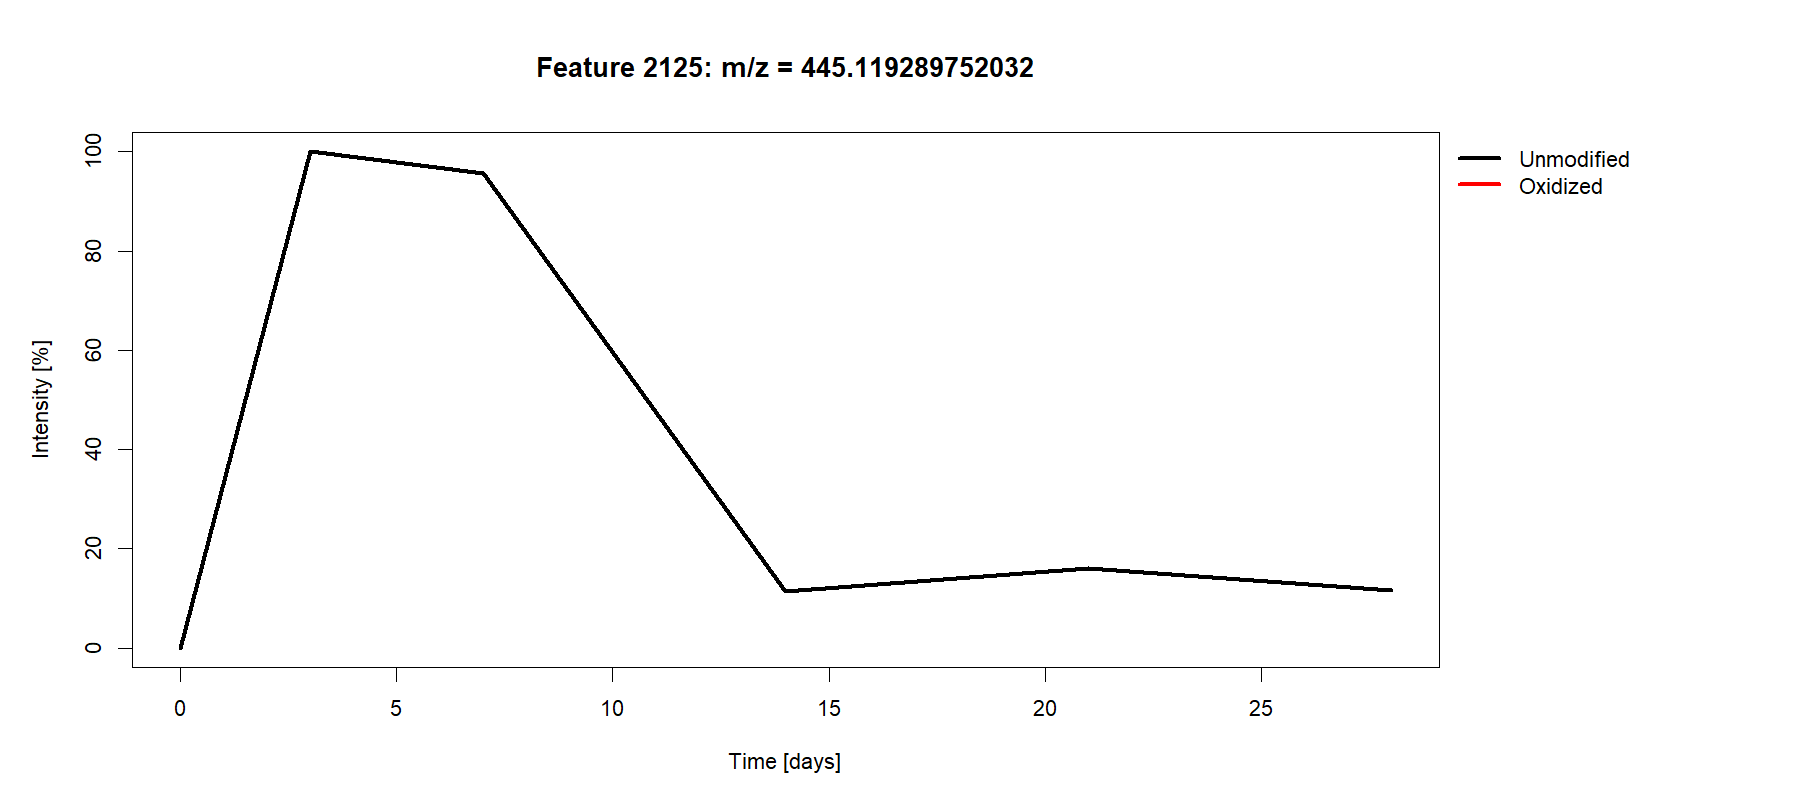 Feature 2125: m/z = 445.119289752032
Unmodified
Oxidized
Intensity [%]
100
80
60
40
20
0
0 5 10 15 20 25
Time [days]